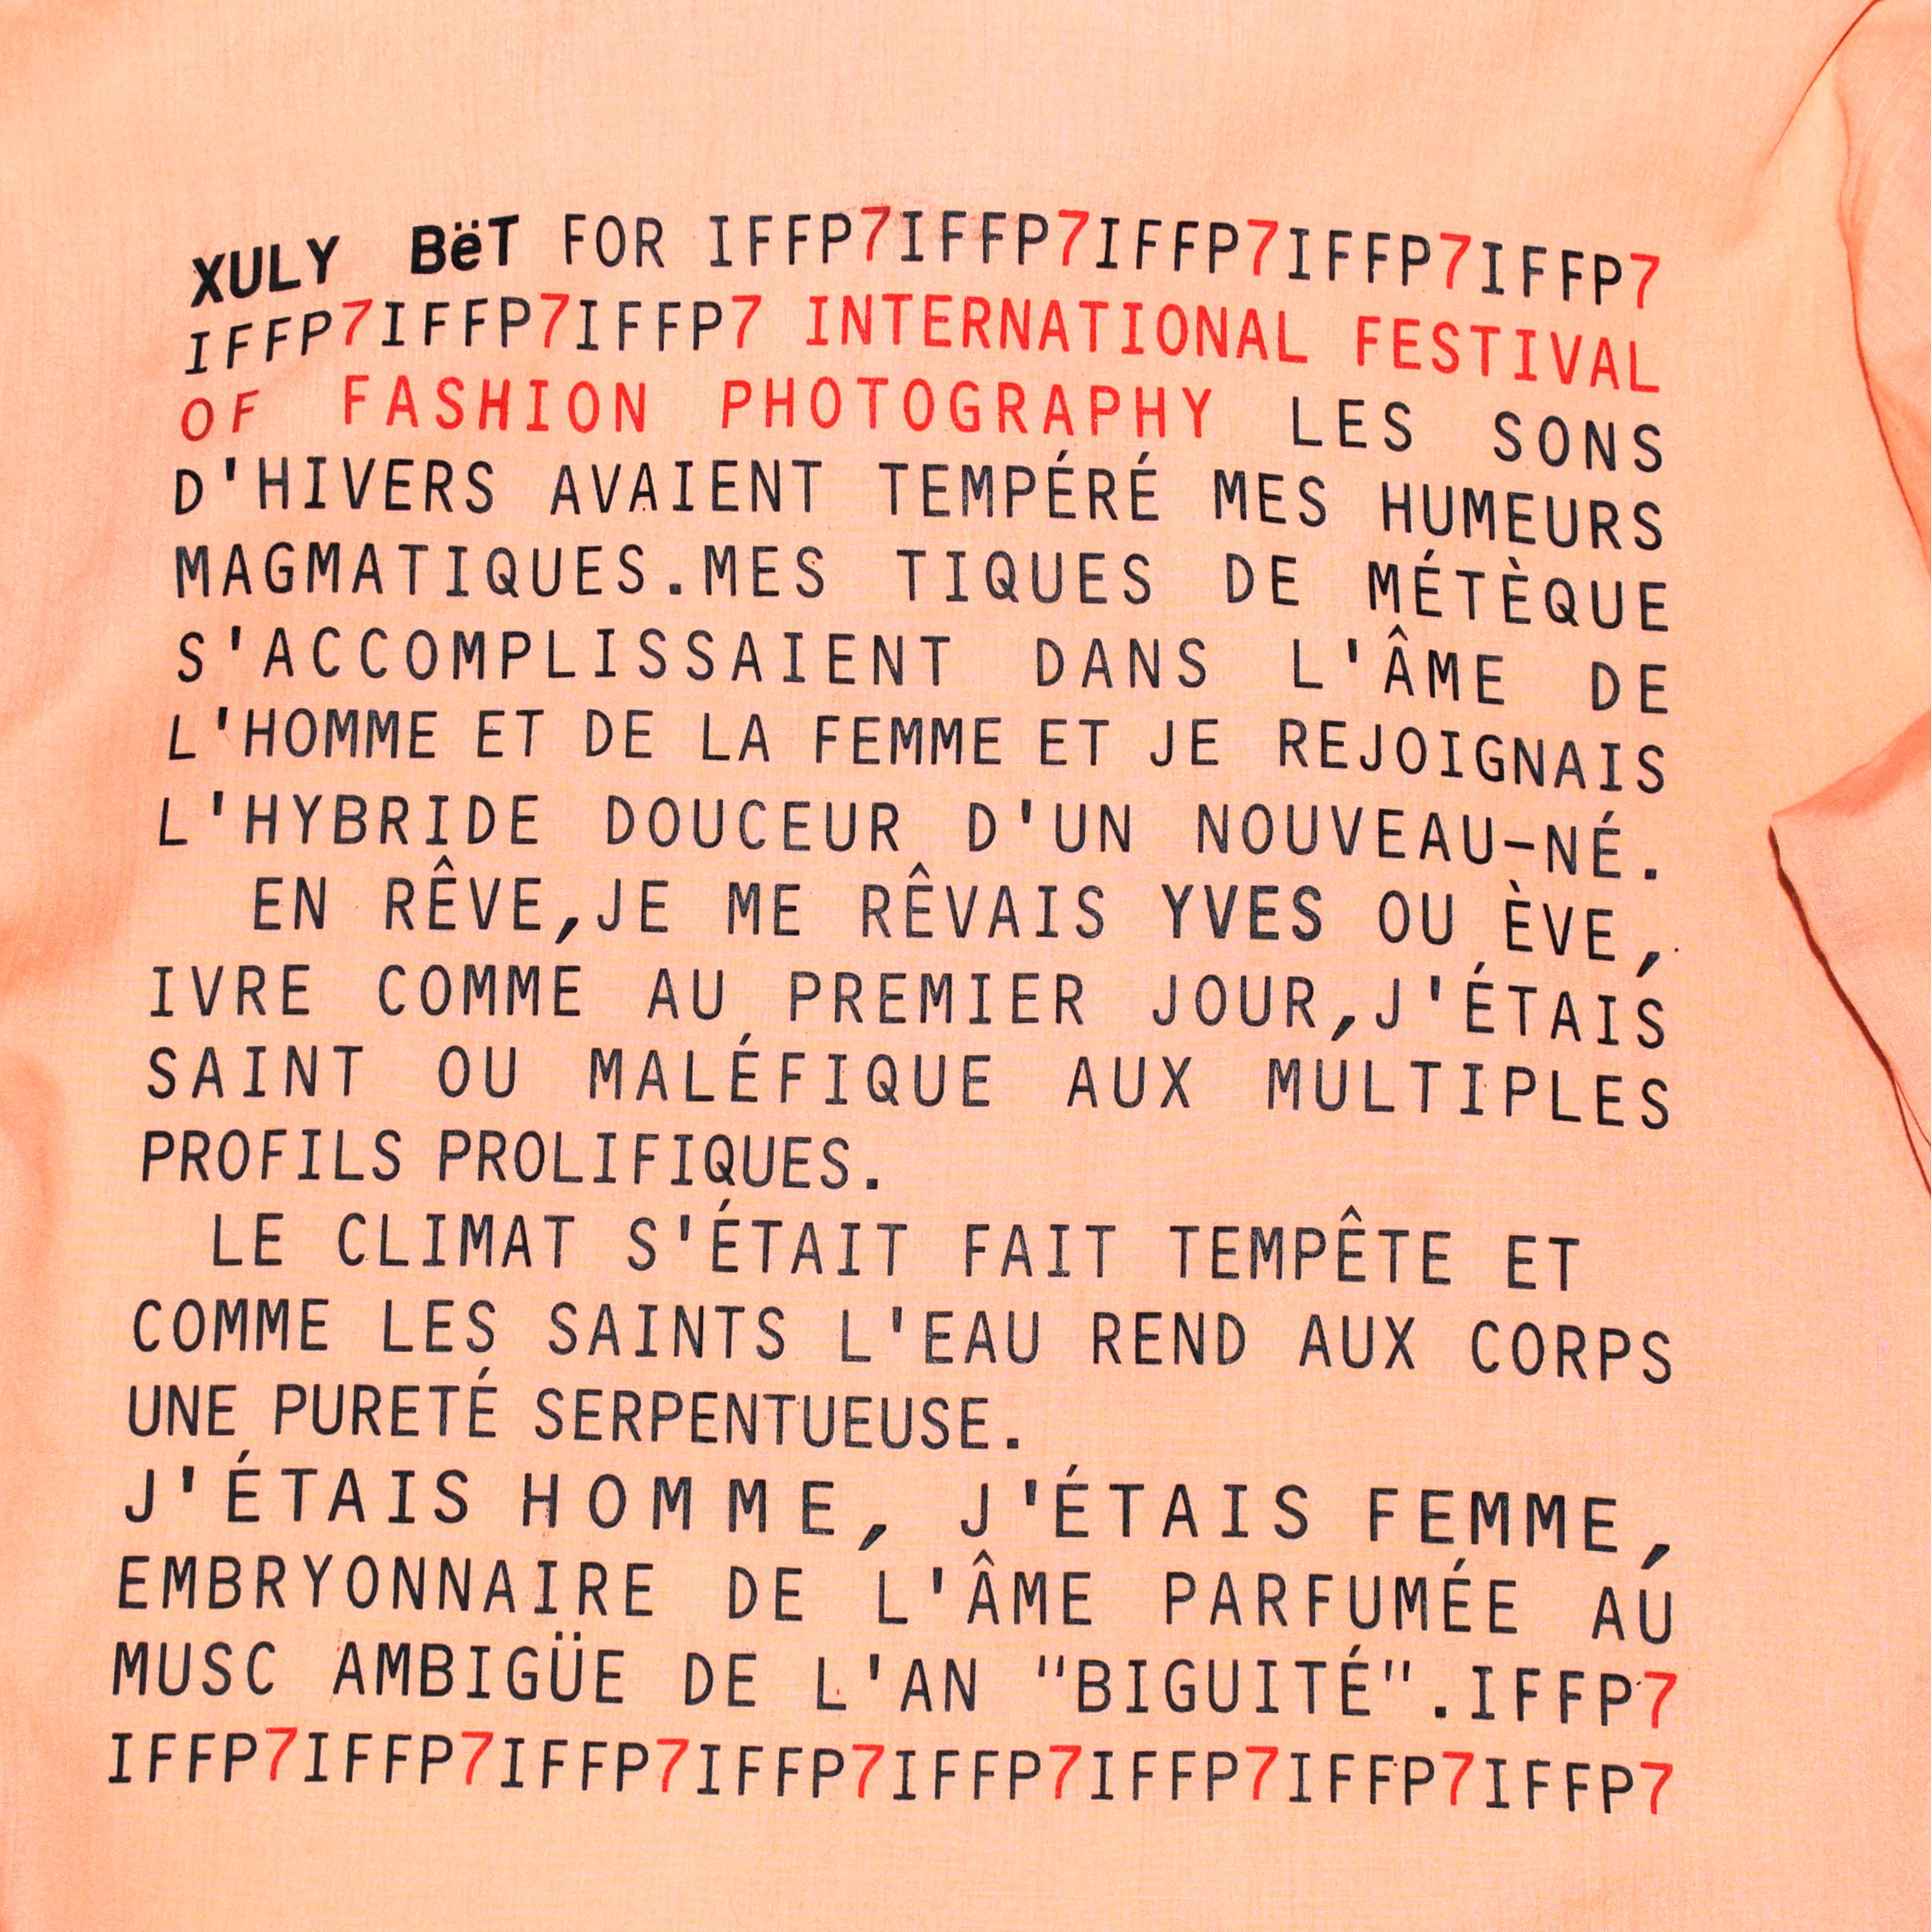 XULY BëT FOR IFFP7IFFP7IFFP7IFFP7IFFP7
IFFP7IFFP7IFFP7 INTERNATIONAL FESTIVAL
OF FASHION PHOTOGRAPHY LES SONS
D'HIVERS AVAIENT TEMPÉRÉ MES HUMEURS
MAGMATIQUES.MES TIQUES DE MÉTÈQUE
S'ACCOMPLISSAIENT DANS L'ÂME DE
L'HOMME ET DE LA FEMME ET JE REJOIGNAIS
L'HYBRIDE DOUCEUR D'UN NOUVEAU-NÉ.
EN RÊVE,JE ME RÊVAIS YVES OU ÈVE,
IVRE COMME AU PREMIER JOUR,J'ÉTAIS
SAINT OU MALÉFIQUE AUX MULTIPLES
PROFILS PROLIFIQUES.
LE CLIMAT S'ÉTAIT FAIT TEMPÊTE ET
COMME LES SAINTS L'EAU REND AUX CORPS
UNE PURETÉ SERPENTUEUSE.
J'ÉTAIS HOMME, J'ÉTAIS FEMME,
EMBRYONNAIRE DE L'ÂME PARFUMÉE AU
MUSC AMBIGÜE DE L'AN "BIGUITÉ".IFFP7
IFFP7IFFP7IFFP7IFFP7IFFP7IFFP7IFFP7IFFP7